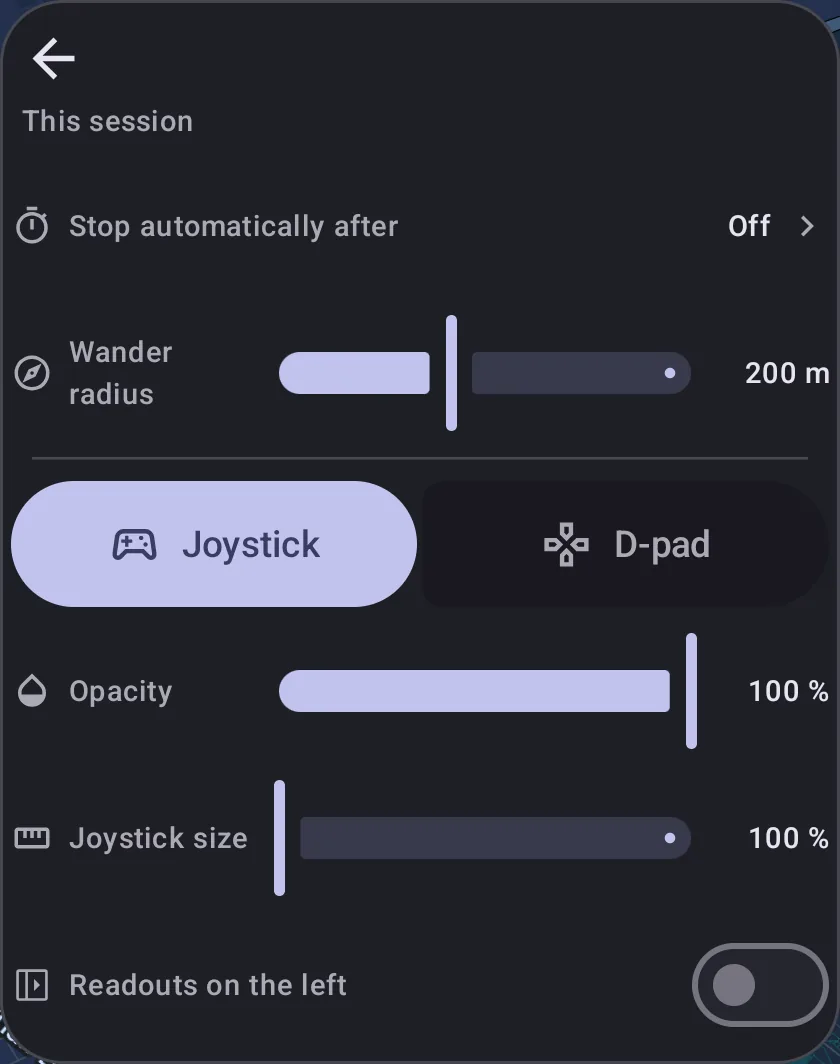 This session
Stop automatically after Off
Wander
radius
200 m
Joystick D-pad
Opacity 100 %
Joystick size 100 %
Readouts on the left